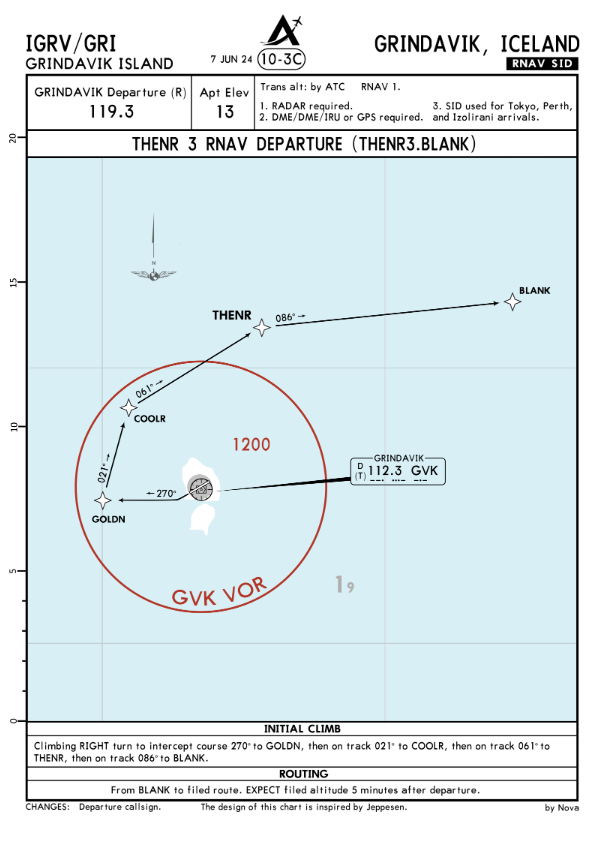 IGRV/GRI
GRINDAVIK ISLAND
7 JUN 24
10-3C
GRINDAVIK, ICELAND
RNAV SID
GRINDAVIK Departure (R)
119.3
Apt Elev
13
Trans alt: by ATC RNAV 1.
1. RADAR required.
2. DME/DME/IRU or GPS required.
3. SID used for Tokyo, Perth,
and Izolirani arrivals.
THENR 3 RNAV DEPARTURE (THENR3.BLANK)
20
15
10
5
0
N
BLANK
THENR
086°
061°
COOLR
021°
GOLDN
270°
1200
GRINDAVIK
D
(T)
112.3 GVK
GVK VOR
19
INITIAL CLIMB
Climbing RIGHT turn to intercept course 270° to GOLDN, then on track 021° to COOLR, then on track 061° to
THENR, then on track 086° to BLANK.
ROUTING
From BLANK to filed route. EXPECT filed altitude 5 minutes after departure.
CHANGES: Departure callsign.
The design of this chart is inspired by Jeppesen.
by Nova